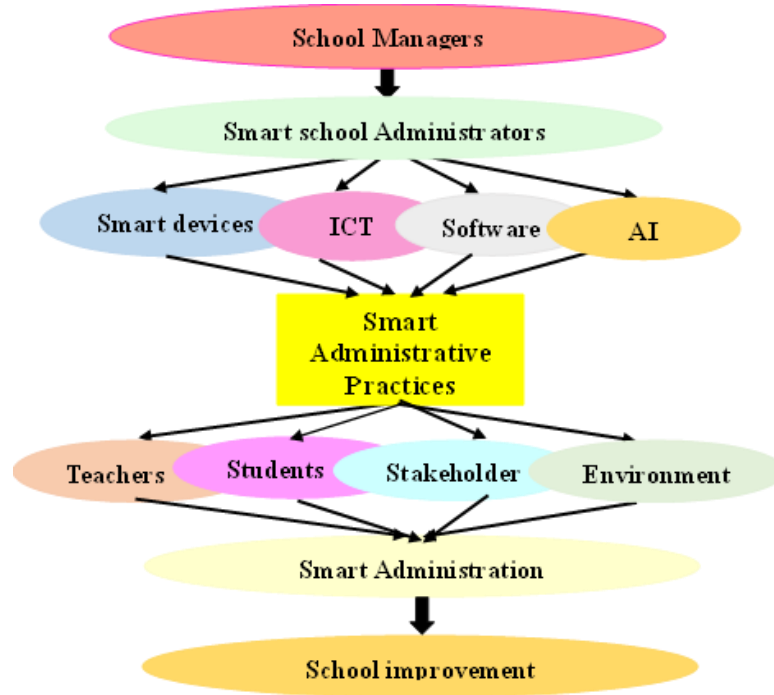 School Managers
Smart school Administrators
Smart devices
ICT
Software
AI
Smart
Administrative
Practices
Teachers
Students
Stakeholder
Environment
Smart Administration
School improvement